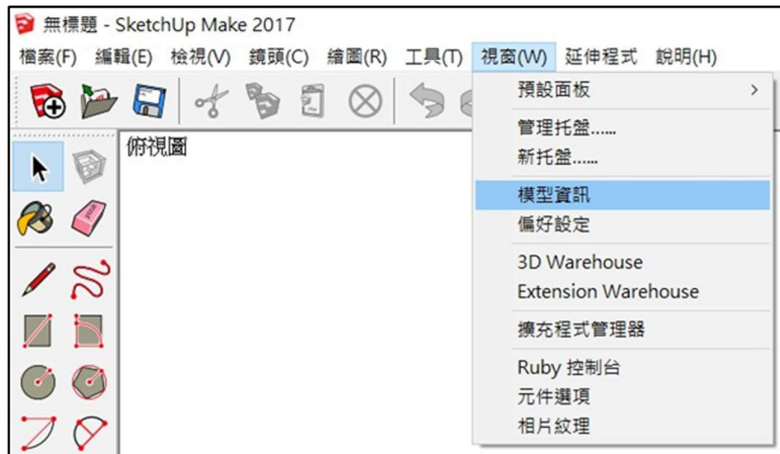 無標題 - SketchUp Make 2017
檔案(F) 編輯(E) 檢視(V) 鏡頭(C) 繪圖(R) 工具(T) 視窗(W) 延伸程式 說明(H)
俯視圖
預設面板
管理托盤......
新托盤......
模型資訊
偏好設定
3D Warehouse
Extension Warehouse
擴充程式管理器
Ruby 控制台
元件選項
相片紋理